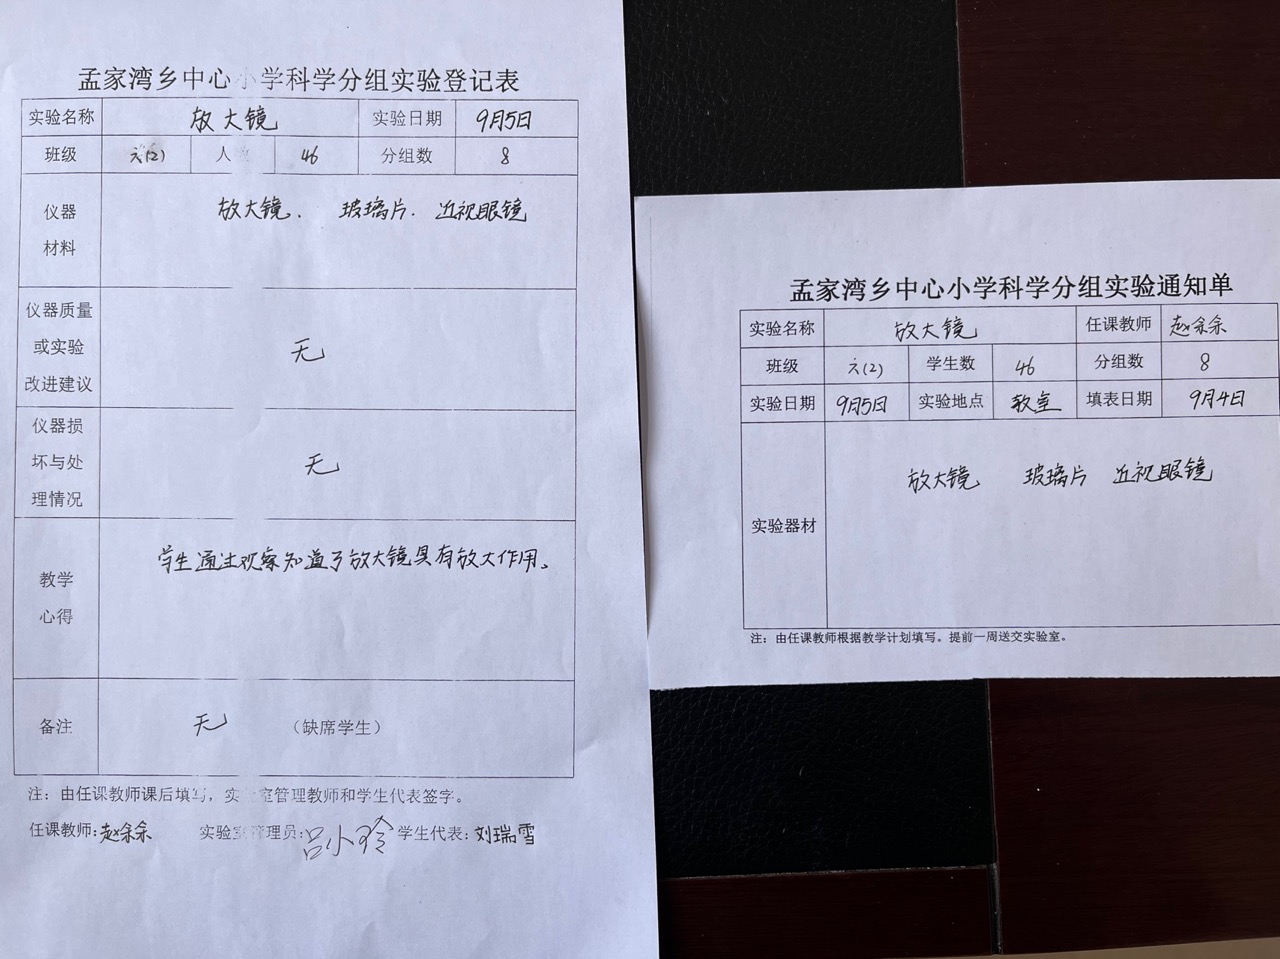 孟家湾乡中心小学科学分组实验登记表
实验名称 放大镜 实验日期 9月5日
班级 六(2) 人数 46 分组数 8
仪器
材料
放大镜. 玻璃片. 近视眼镜
仪器质量
或实验
改进建议
无
仪器损
坏与处
理情况
无
教学
心得
学生通过观察知道了放大镜具有放大作用。
备注 无 (缺席学生)
注:由任课教师课后填写,实验室管理教师和学生代表签字。
任课教师:赵余余 实验室管理员:吕小玲 学生代表:刘瑞雪
孟家湾乡中心小学科学分组实验通知单
实验名称 放大镜 任课教师 赵余余
班级 六(2) 学生数 46 分组数 8
实验日期 9月5日 实验地点 教室 填表日期 9月4日
实验器材 放大镜 玻璃片 近视眼镜
注:由任课教师根据教学计划填写。提前一周送交实验室。